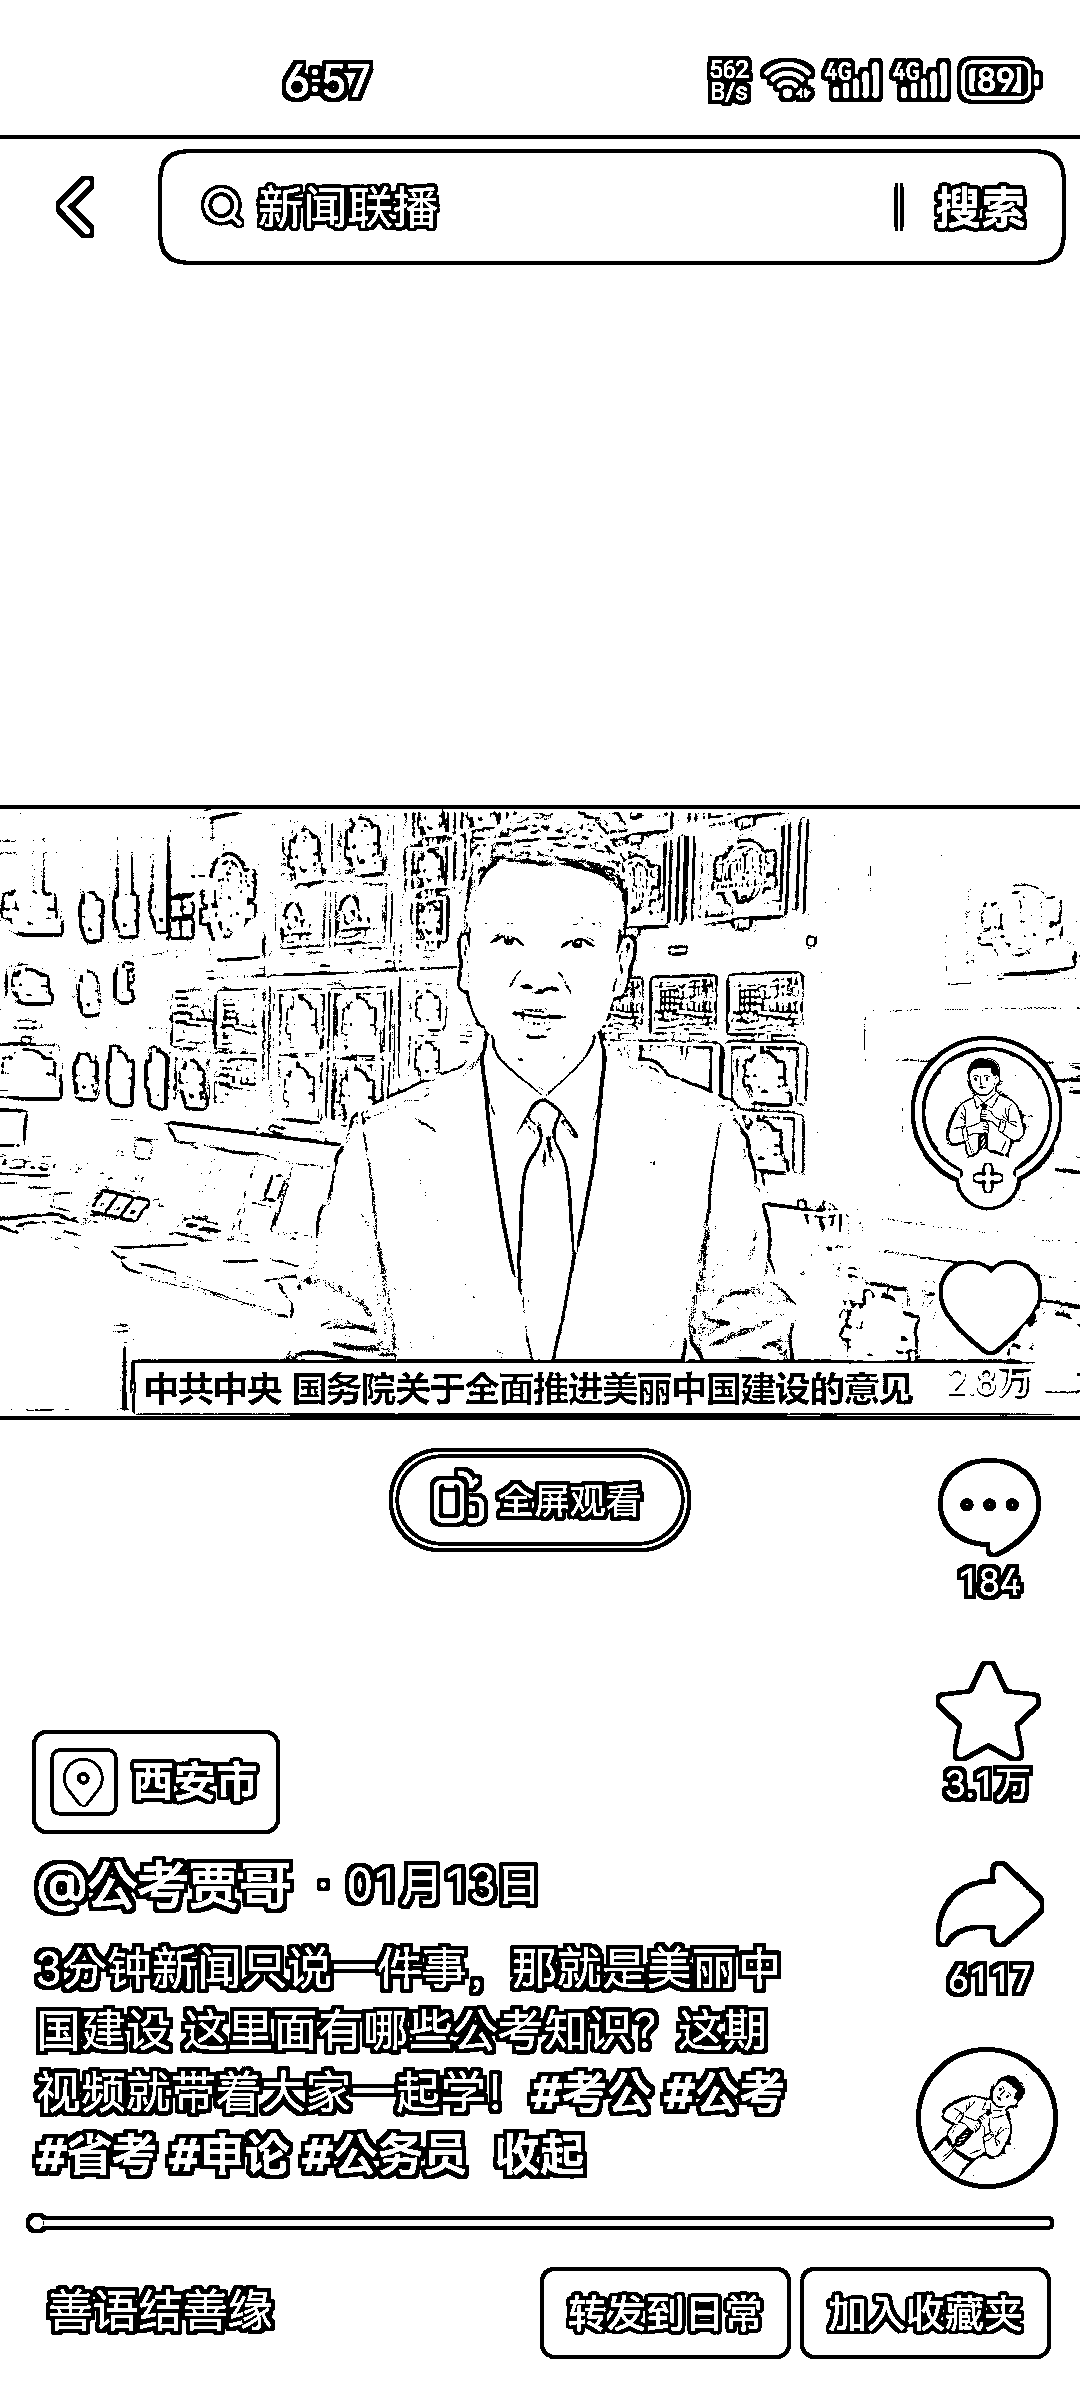 6:57 562 B/s 4G 4G 89
新闻联播 搜索
中共中央 国务院关于全面推进美丽中国建设的意见
2.8万
全屏观看
184
3.1万
6117
西安市
@公考贾哥 · 01月13日
3分钟新闻只说一件事，那就是美丽中
国建设 这里面有哪些公考知识？这期
视频就带着大家一起学！#考公 #公考
#省考 #申论 #公务员 收起
善语结善缘
转发到日常 加入收藏夹